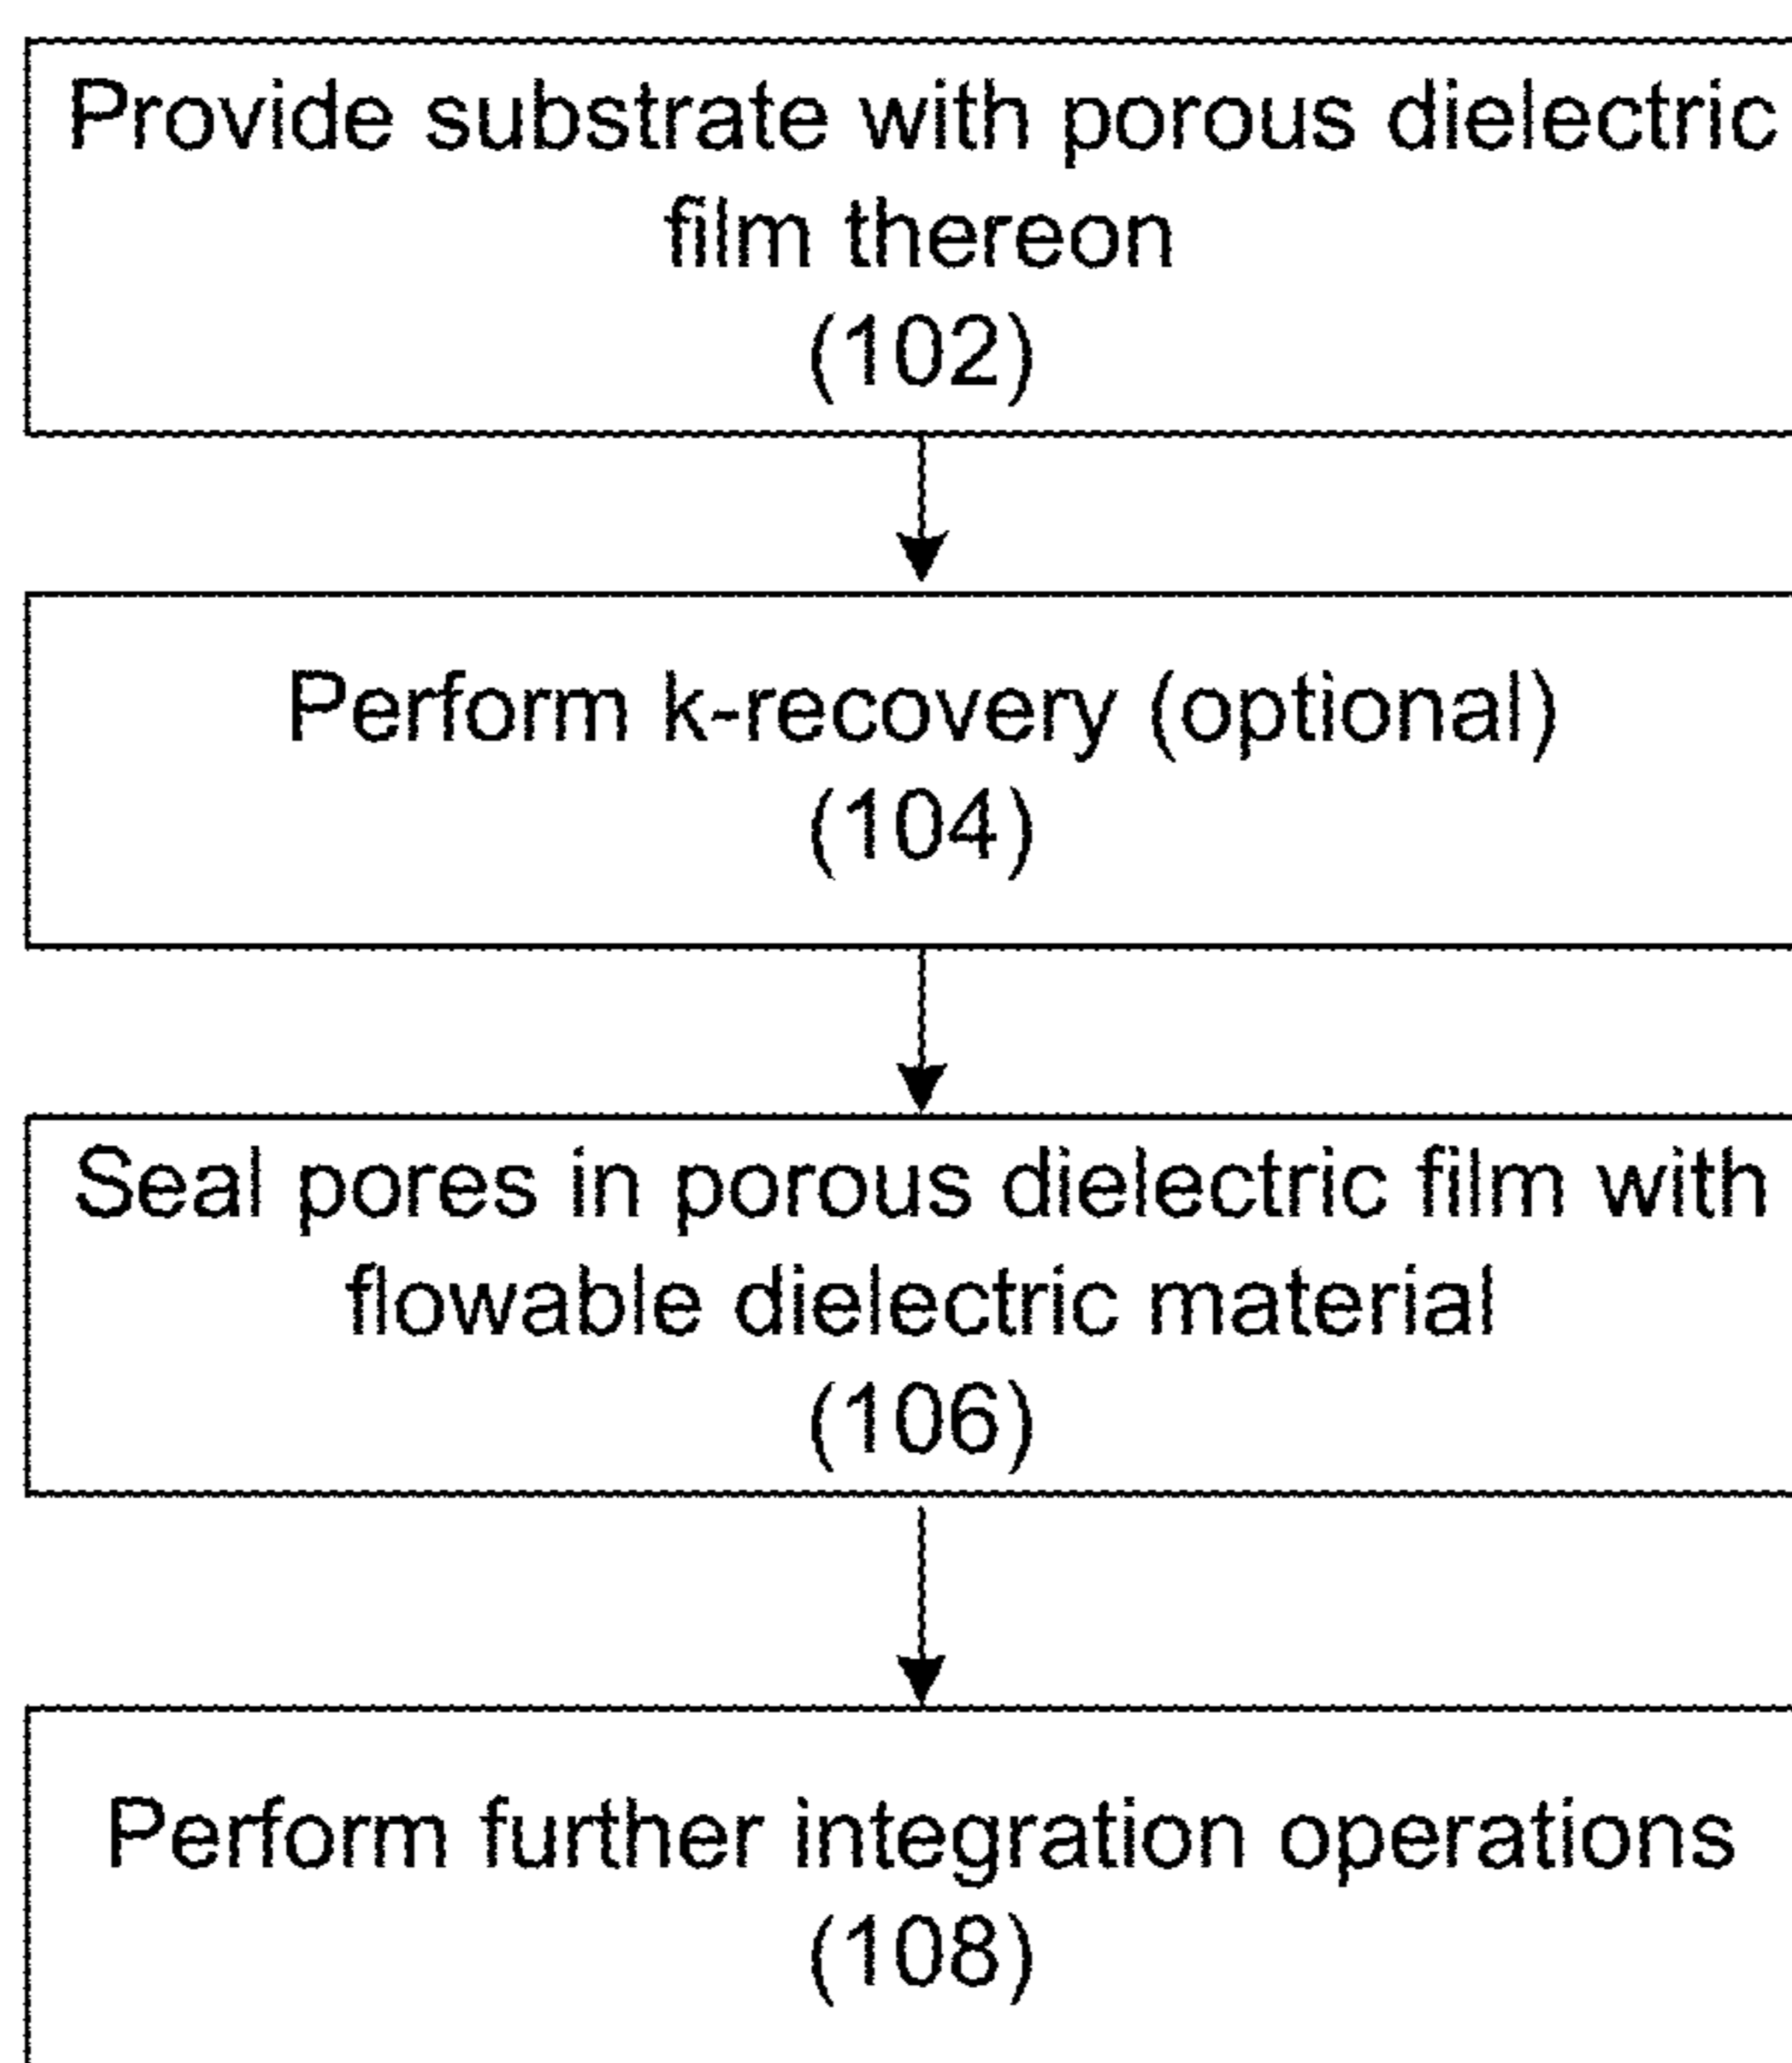 Provide substrate with porous dielectric
film thereon
(102)
Perform k-recovery (optional)
(104)
Seal pores in porous dielectric film with
flowable dielectric material
(106)
Perform further integration operations
(108)